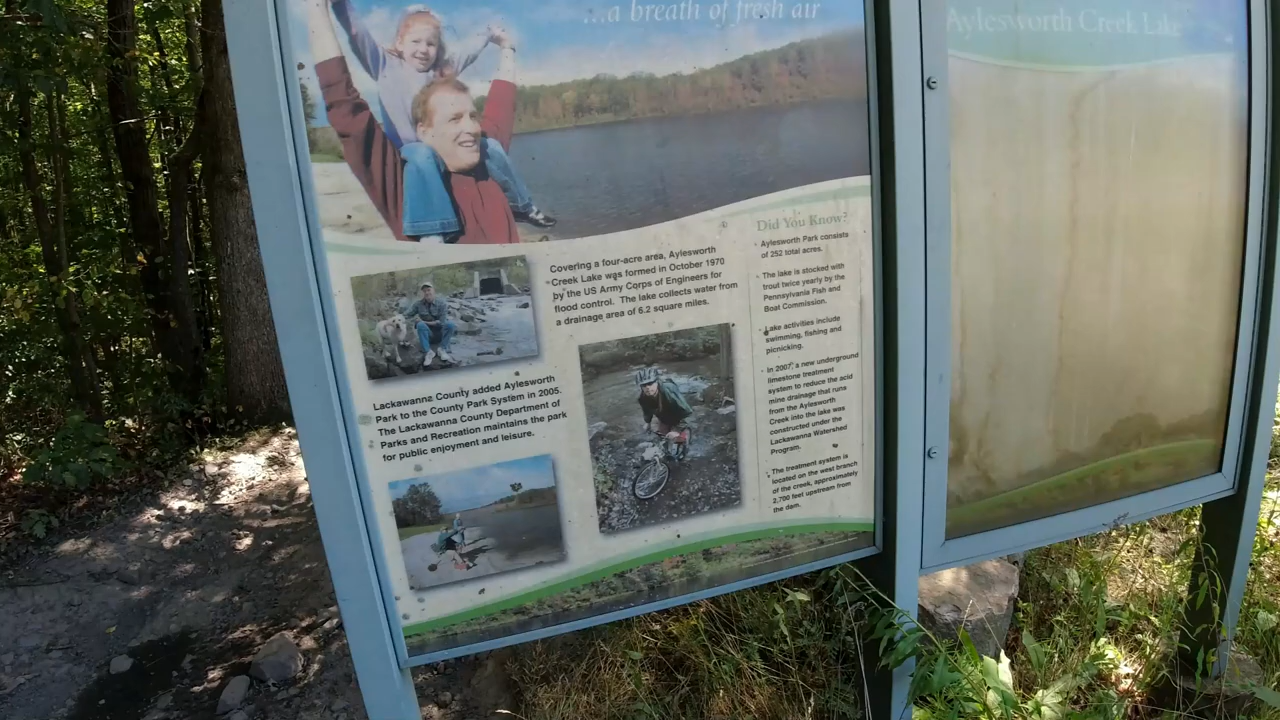 ...a breath of fresh air
Aylesworth Creek Lake
Covering a four-acre area, Aylesworth
Creek Lake was formed in October 1970
by the US Army Corps of Engineers for
flood control. The lake collects water from
a drainage area of 6.2 square miles.
Lackawanna County added Aylesworth
Park to the County Park System in 2005.
The Lackawanna County Department of
Parks and Recreation maintains the park
for public enjoyment and leisure.
Did You Know?
Aylesworth Park consists
of 252 total acres.
The lake is stocked with
trout twice yearly by the
Pennsylvania Fish and
Boat Commission.
Lake activities include
swimming, fishing and
picnicking.
In 2007, a new underground
limestone treatment
system to reduce the acid
mine drainage that runs
from the Aylesworth
Creek into the lake was
constructed under the
Lackawanna Watershed
Program.
The treatment system is
located on the west branch
of the creek, approximately
2,700 feet upstream from
the dam.